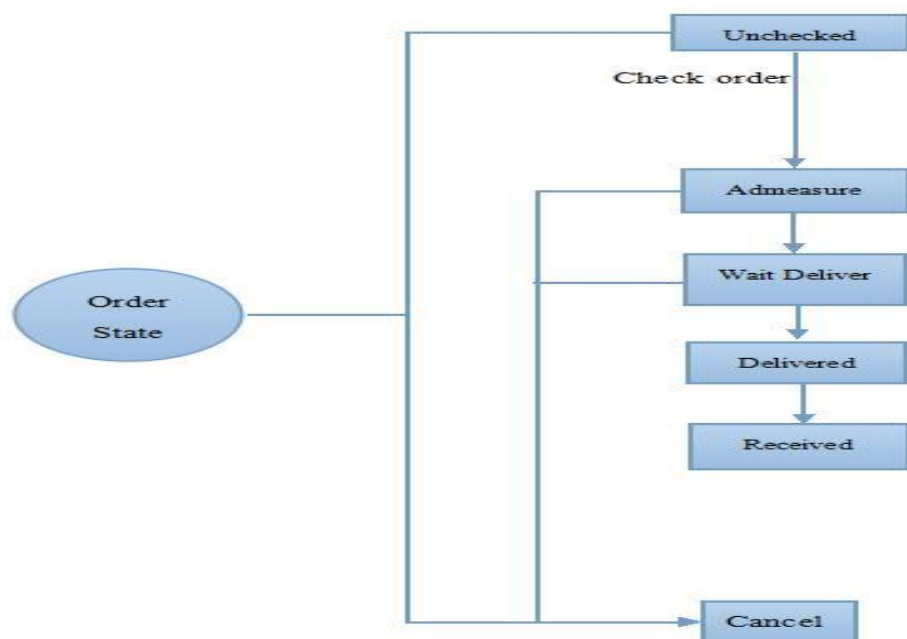 Unchecked
Check order
Admeasure
Wait Deliver
Order
State
Delivered
Received
Cancel